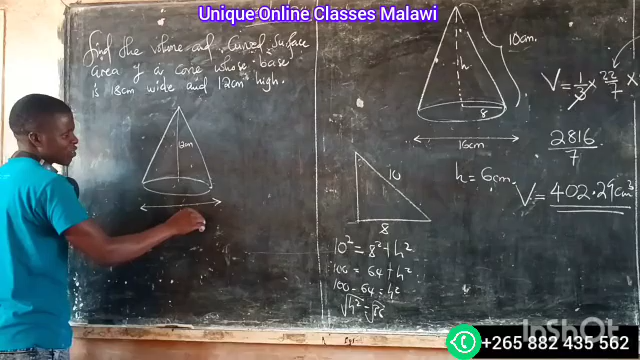 Unique Online Classes Malawi
Find the volume and Curved Surface
area of a cone whose base
is 18cm wide and 12cm high.
12cm
10cm
h
8
16cm
10
8
h = 6cm.
10² = 8² + h²
100 = 64 + h²
100 - 64 = h²
√h² = √36
V = 1/3 × 22/7 ×
2816
7
V = 402.29cm³
InShOt
+265 882 435 562